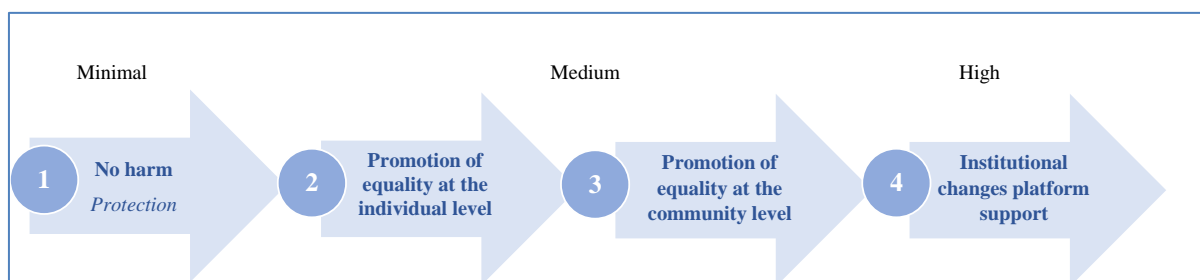 Minimal
Medium
High
1
No harm
Protection
2
Promotion of
equality at the
individual level
3
Promotion of
equality at the
community level
4
Institutional
changes platform
support